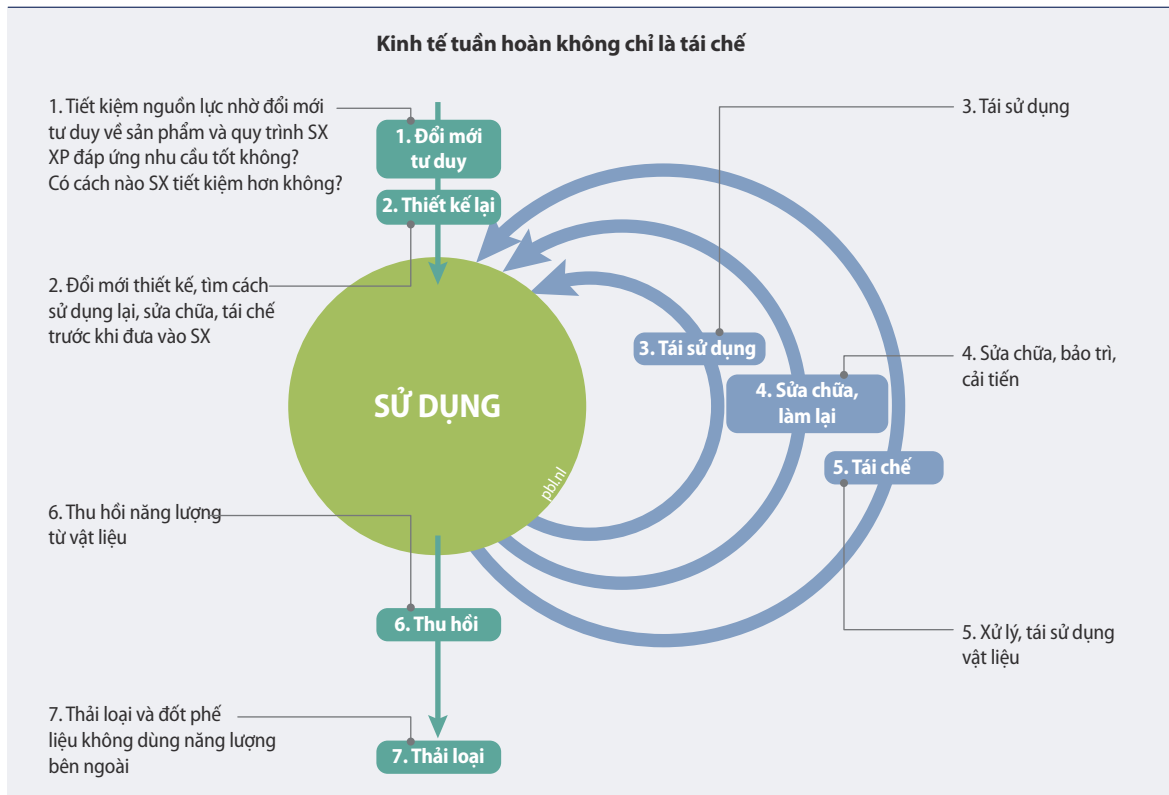 Kinh tế tuần hoàn không chỉ là tái chế
1. Tiết kiệm nguồn lực nhờ đổi mới
tư duy về sản phẩm và quy trình SX
XP đáp ứng nhu cầu tốt không?
Có cách nào SX tiết kiệm hơn không?
1. Đổi mới
tư duy
2. Thiết kế lại
3. Tái sử dụng
2. Đổi mới thiết kế, tìm cách
sử dụng lại, sửa chữa, tái chế
trước khi đưa vào SX
3. Tái sử dụng
4. Sửa chữa, bảo trì,
cải tiến
SỬ DỤNG
4. Sửa chữa,
làm lại
5. Tái chế
pbl.nl
6. Thu hồi năng lượng
từ vật liệu
6. Thu hồi
5. Xử lý, tái sử dụng
vật liệu
7. Thải loại và đốt phế
liệu không dùng năng lượng
bên ngoài
7. Thải loại